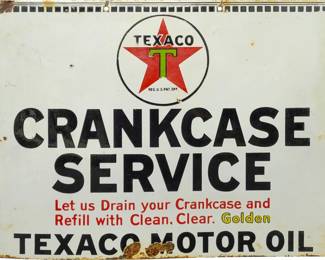 TEXACO
T
REG. U.S. PAT. OFF.
CRANKCASE
SERVICE
Let us Drain your Crankcase and
Refill with Clean. Clear. Golden
TEXACO MOTOR OIL